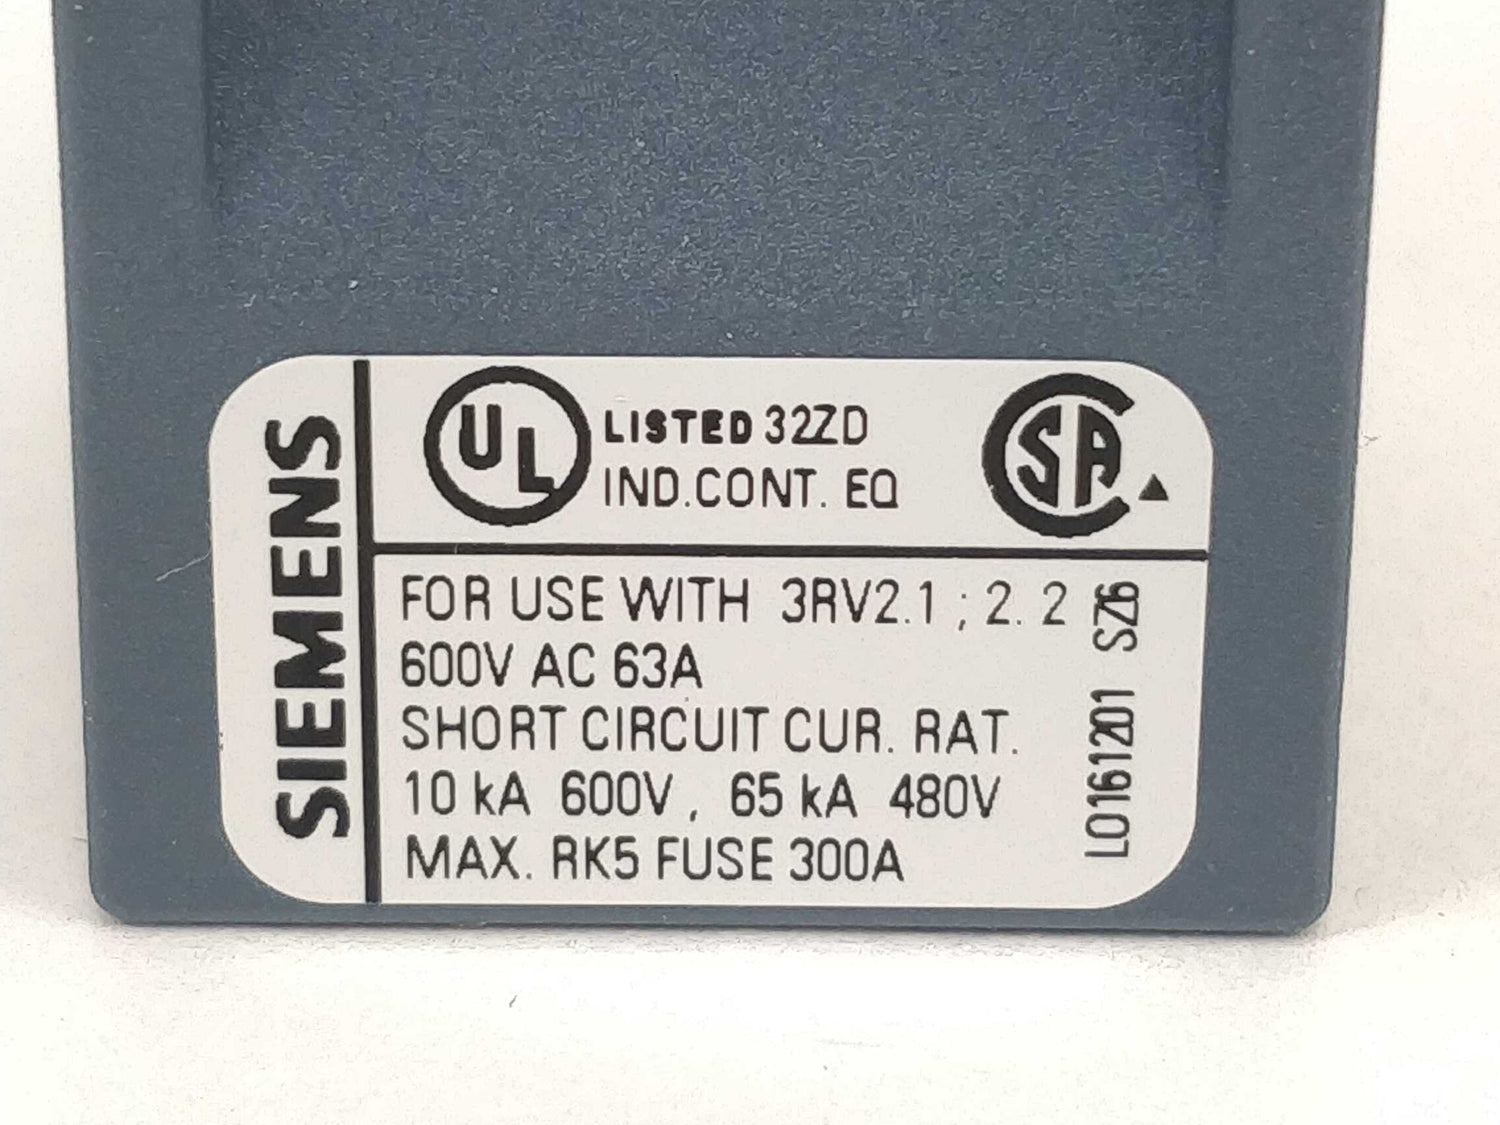 SIEMENS
UL LISTED 32ZD
IND.CONT. EQ
SA
FOR USE WITH 3RV2.1 ; 2. 2
600V AC 63A
SHORT CIRCUIT CUR. RAT.
10 kA 600V , 65 kA 480V
MAX. RK5 FUSE 300A
L0161201 SZ6